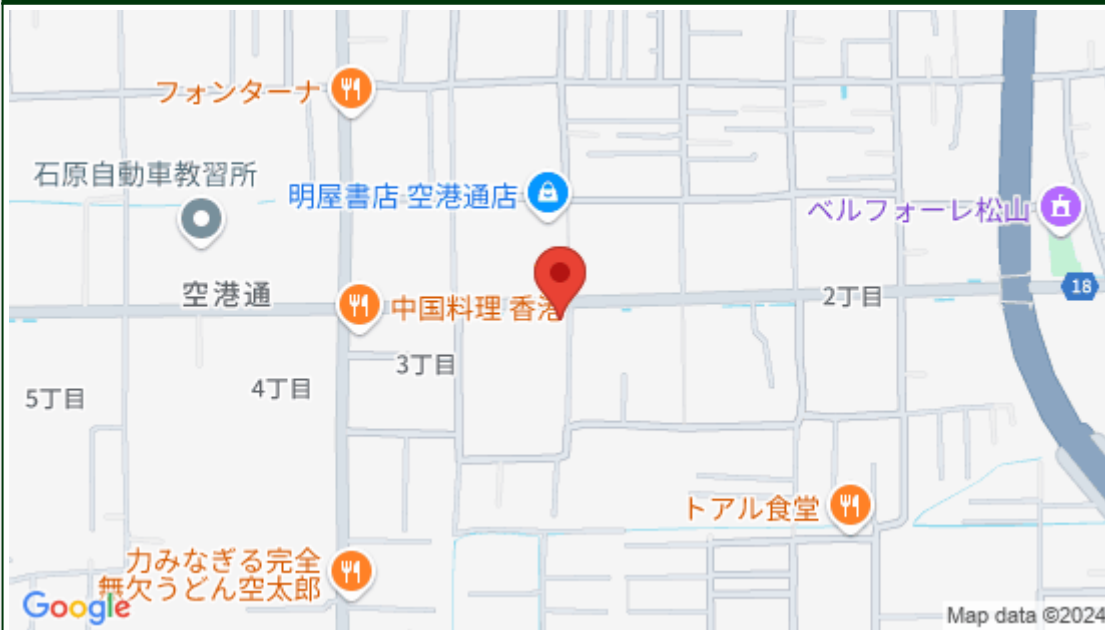 フォンターナ
石原自動車教習所
明屋書店 空港通店
ベルフォーレ松山
空港通
中国料理 香港
2丁目
18
3丁目
4丁目
5丁目
トアル食堂
力みなぎる完全
無欠うどん空太郎
Google
Map data ©2024